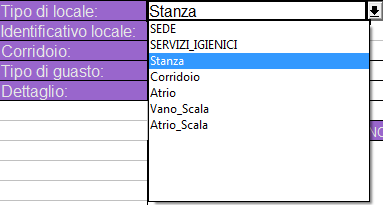 Tipo di locale: Stanza
Identificativo locale: SEDE
SERVIZI_IGIENICI
Corridoio: Stanza
Tipo di guasto: Corridoio
Dettaglio: Atrio
Vano_Scala
Atrio_Scala